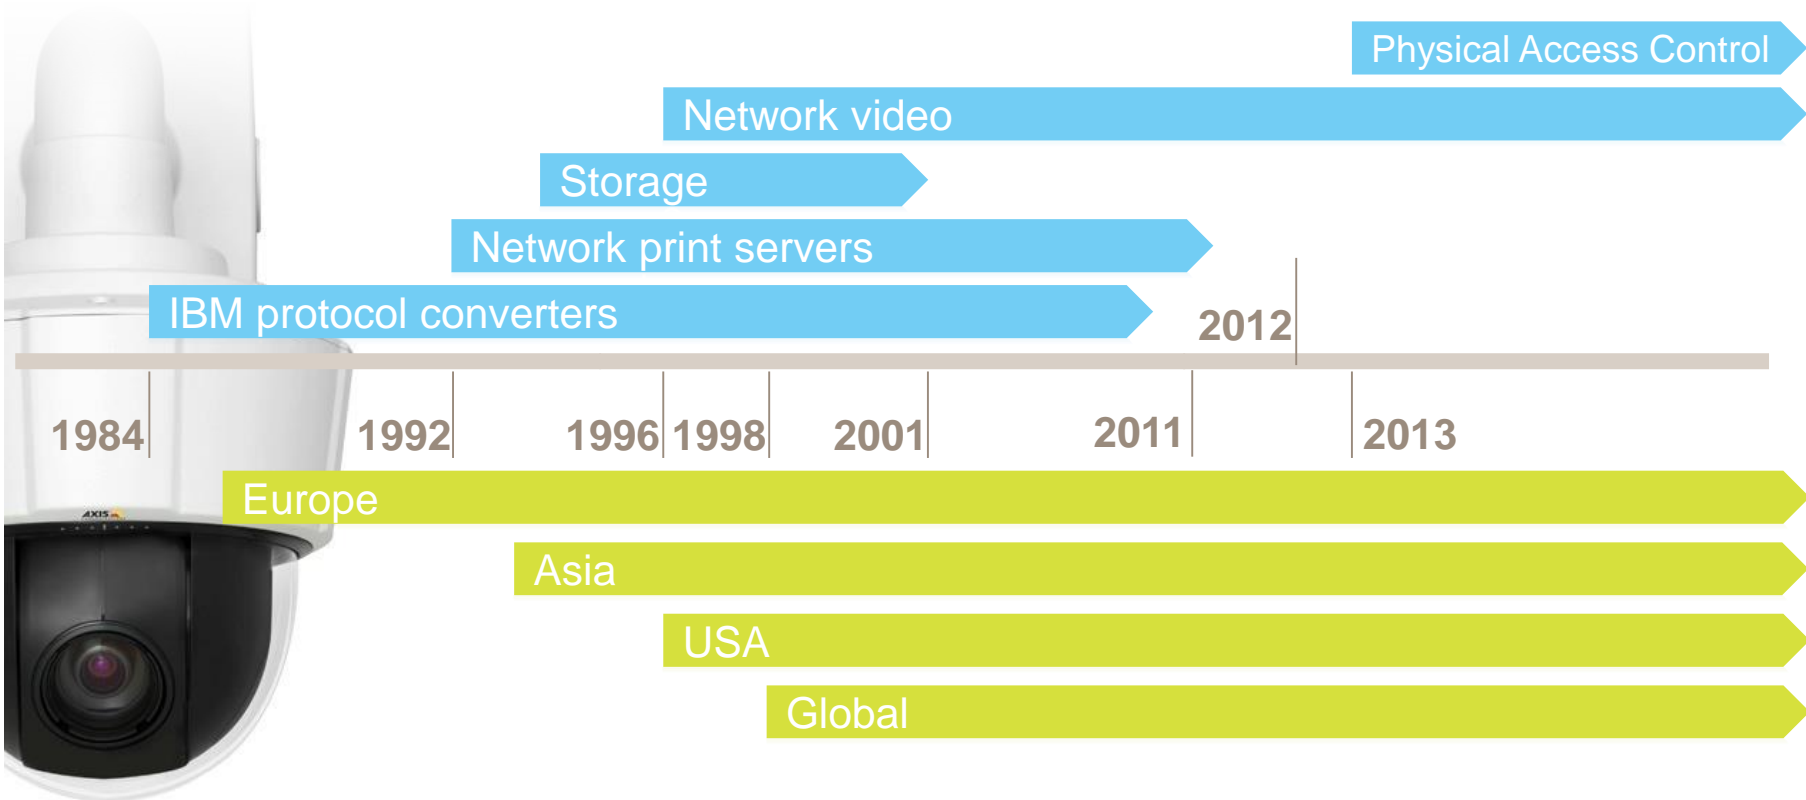 Physical Access Control
Network video
Storage
Network print servers
IBM protocol converters
2012
1984
1992
1996
1998
2001
2011
2013
Europe
AXIS
Asia
USA
Global